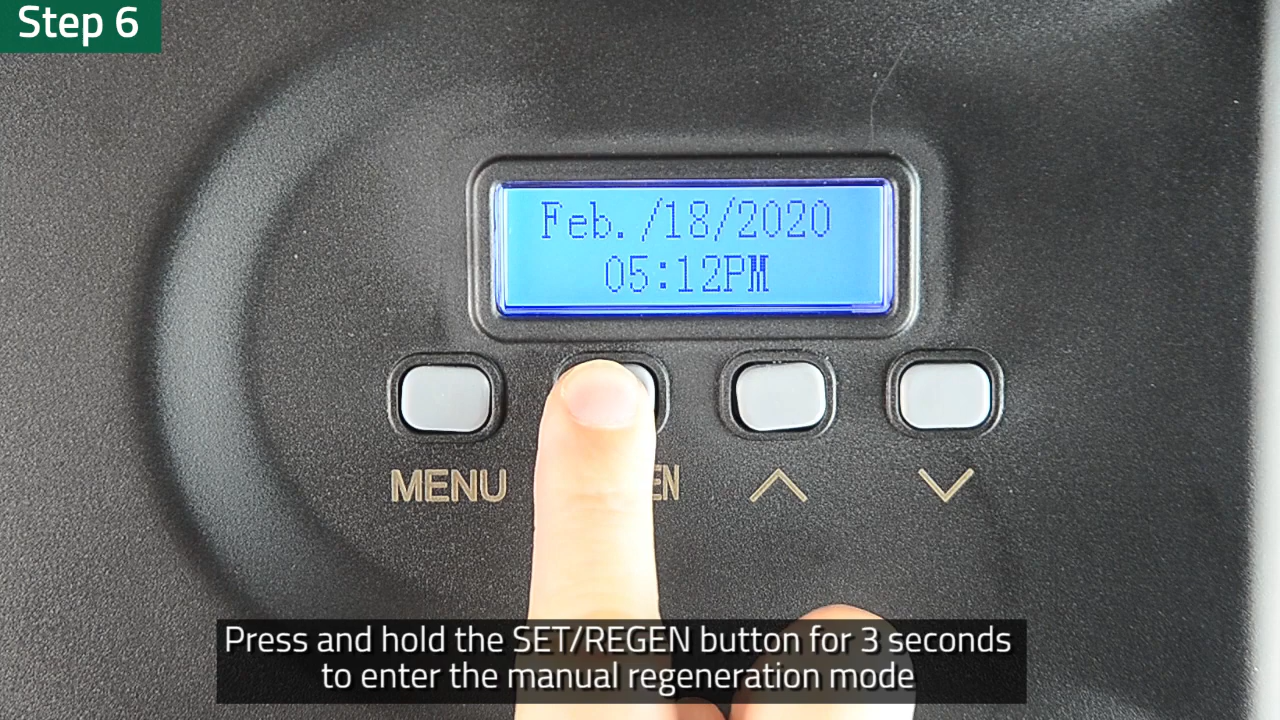 Step 6
Feb./18/2020
05:12PM
MENU
Press and hold the SET/REGEN button for 3 seconds
to enter the manual regeneration mode